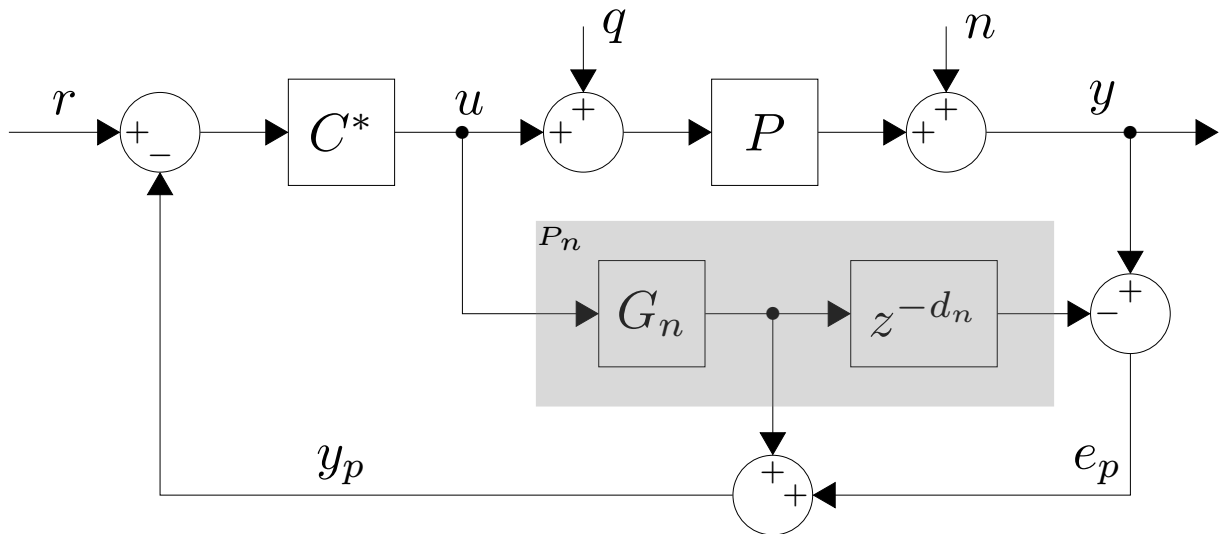 q
n
r
+
−
C*
u
+
+
P
+
+
y
P_n
G_n
z^{-d_n}
+
−
y_p
+
+
e_p